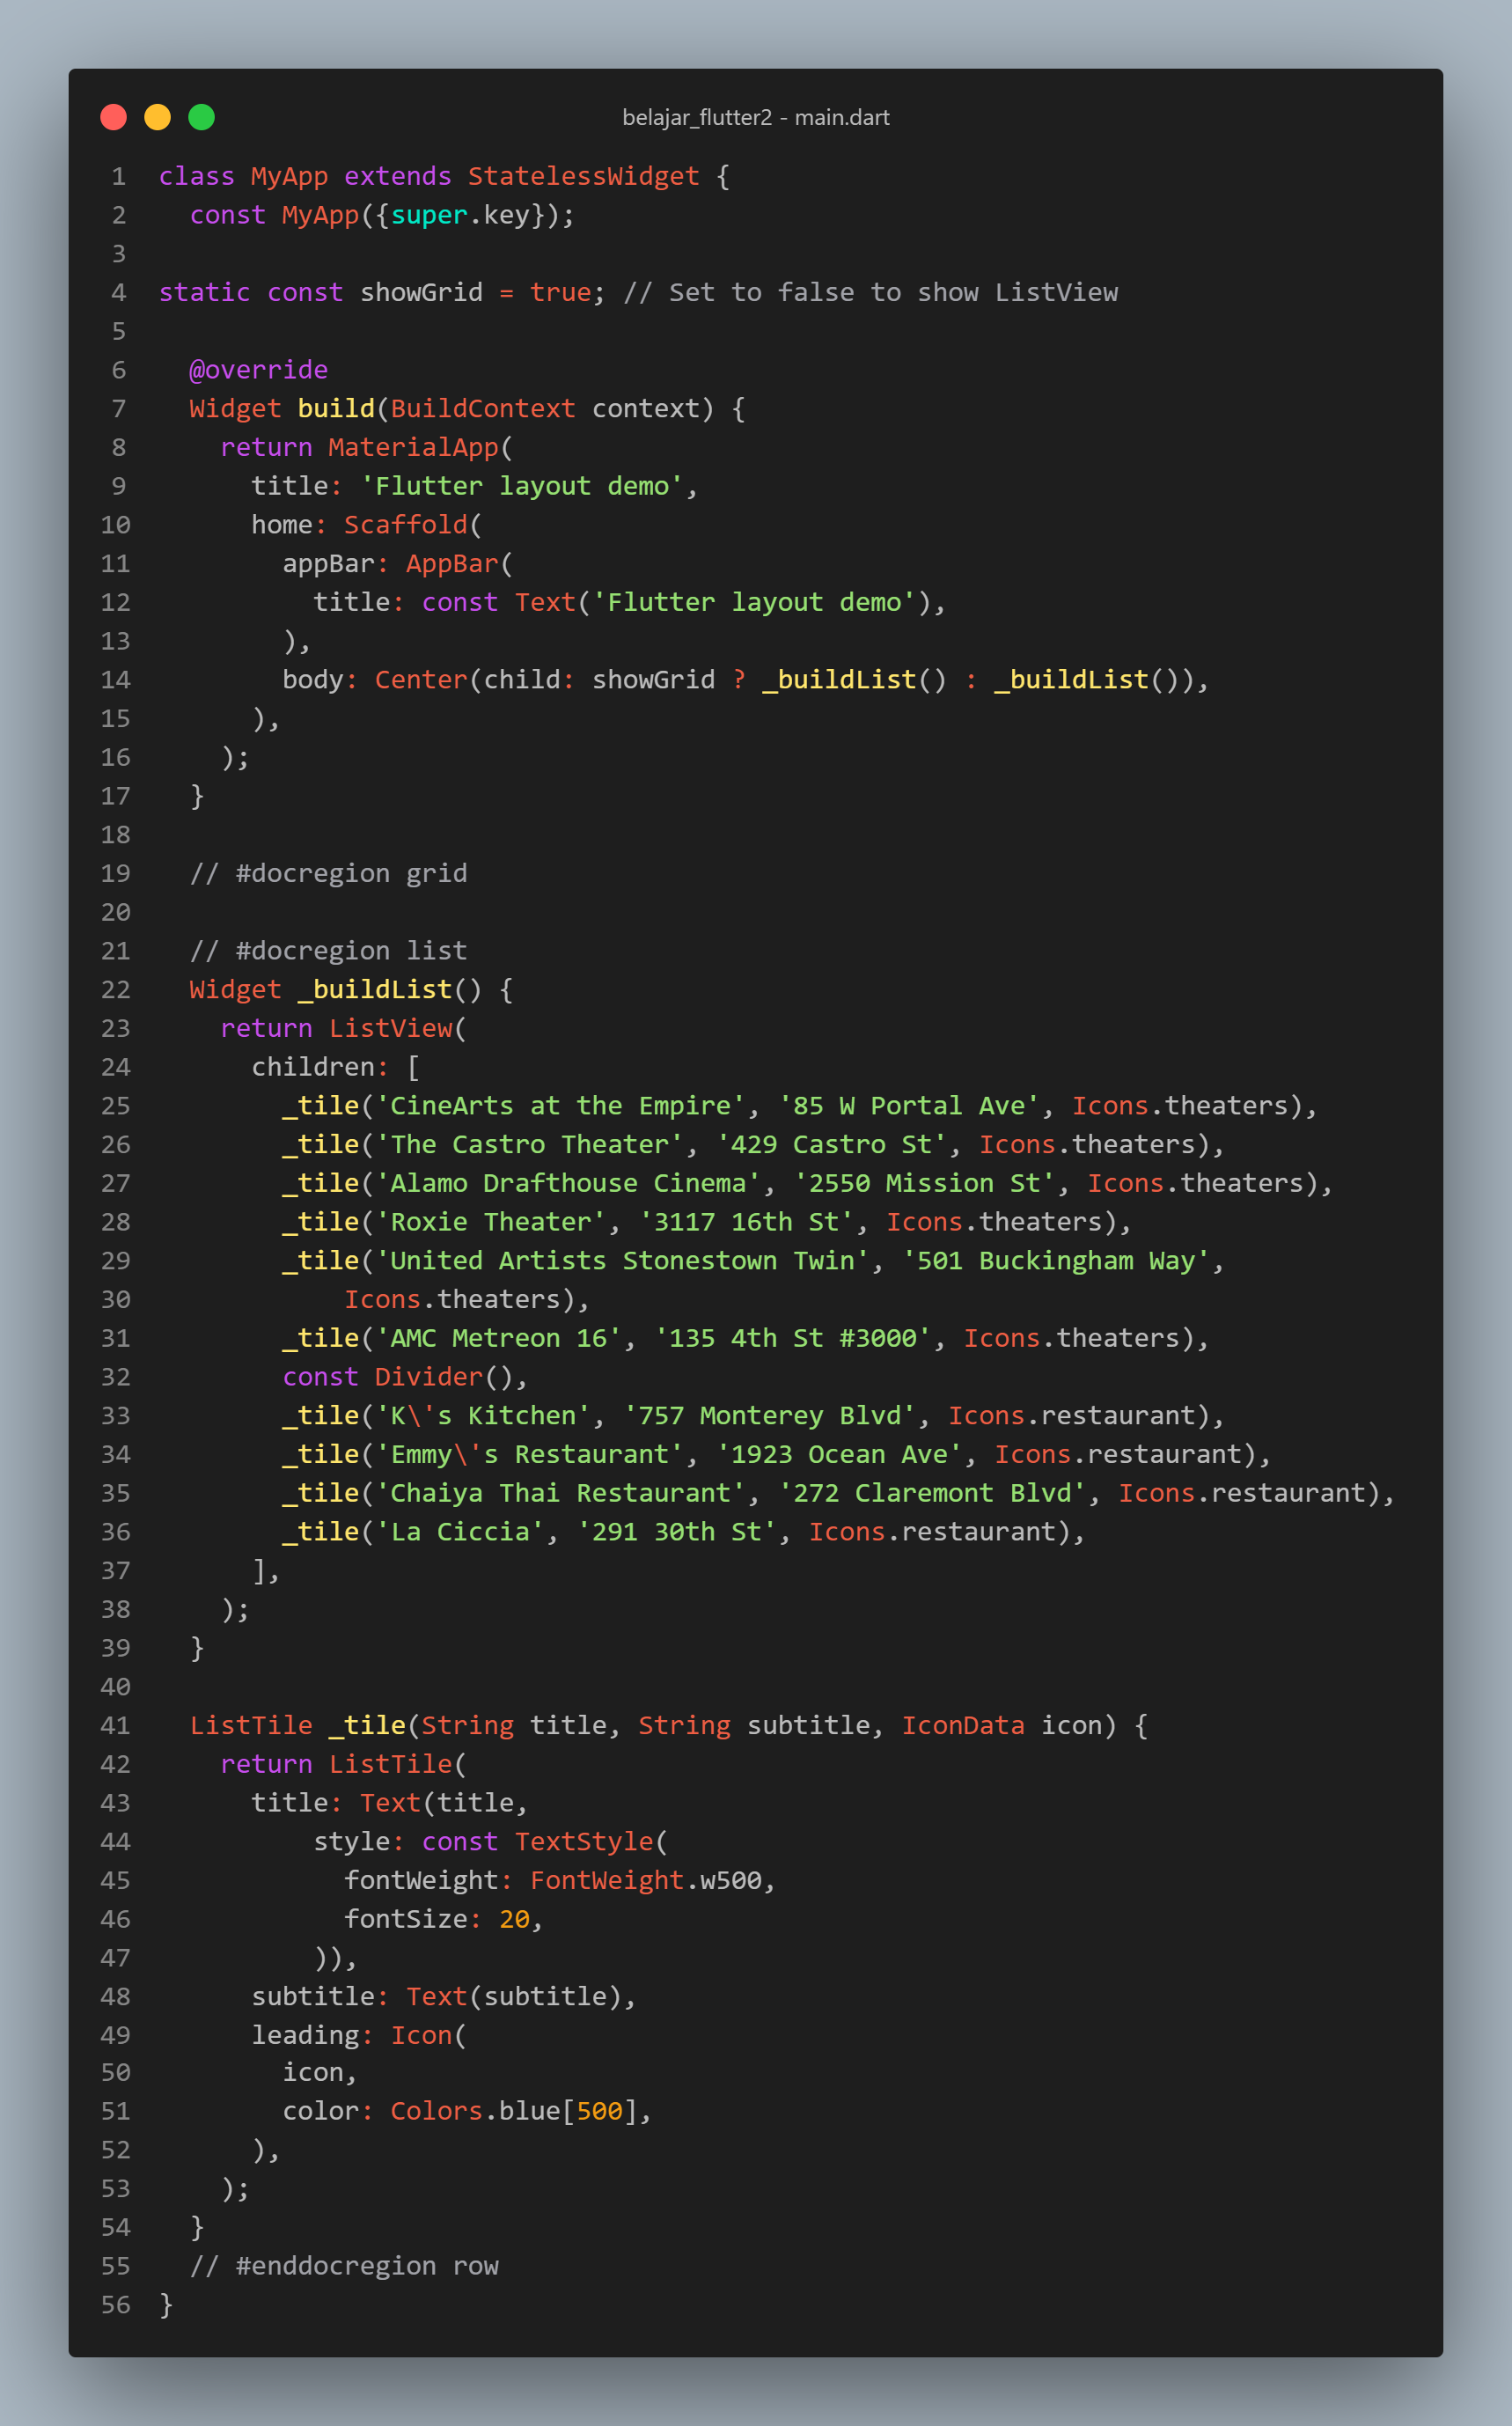 belajar_flutter2 - main.dart
1 class MyApp extends StatelessWidget {
2   const MyApp({super.key});
3
4 static const showGrid = true; // Set to false to show ListView
5
6   @override
7   Widget build(BuildContext context) {
8     return MaterialApp(
9       title: 'Flutter layout demo',
10       home: Scaffold(
11         appBar: AppBar(
12           title: const Text('Flutter layout demo'),
13         ),
14         body: Center(child: showGrid ? _buildList() : _buildList()),
15       ),
16     );
17   }
18
19   // #docregion grid
20
21   // #docregion list
22   Widget _buildList() {
23     return ListView(
24       children: [
25         _tile('CineArts at the Empire', '85 W Portal Ave', Icons.theaters),
26         _tile('The Castro Theater', '429 Castro St', Icons.theaters),
27         _tile('Alamo Drafthouse Cinema', '2550 Mission St', Icons.theaters),
28         _tile('Roxie Theater', '3117 16th St', Icons.theaters),
29         _tile('United Artists Stonestown Twin', '501 Buckingham Way',
30             Icons.theaters),
31         _tile('AMC Metreon 16', '135 4th St #3000', Icons.theaters),
32         const Divider(),
33         _tile('K\'s Kitchen', '757 Monterey Blvd', Icons.restaurant),
34         _tile('Emmy\'s Restaurant', '1923 Ocean Ave', Icons.restaurant),
35         _tile('Chaiya Thai Restaurant', '272 Claremont Blvd', Icons.restaurant),
36         _tile('La Ciccia', '291 30th St', Icons.restaurant),
37       ],
38     );
39   }
40
41   ListTile _tile(String title, String subtitle, IconData icon) {
42     return ListTile(
43       title: Text(title,
44           style: const TextStyle(
45             fontWeight: FontWeight.w500,
46             fontSize: 20,
47           )),
48       subtitle: Text(subtitle),
49       leading: Icon(
50         icon,
51         color: Colors.blue[500],
52       ),
53     );
54   }
55   // #enddocregion row
56 }